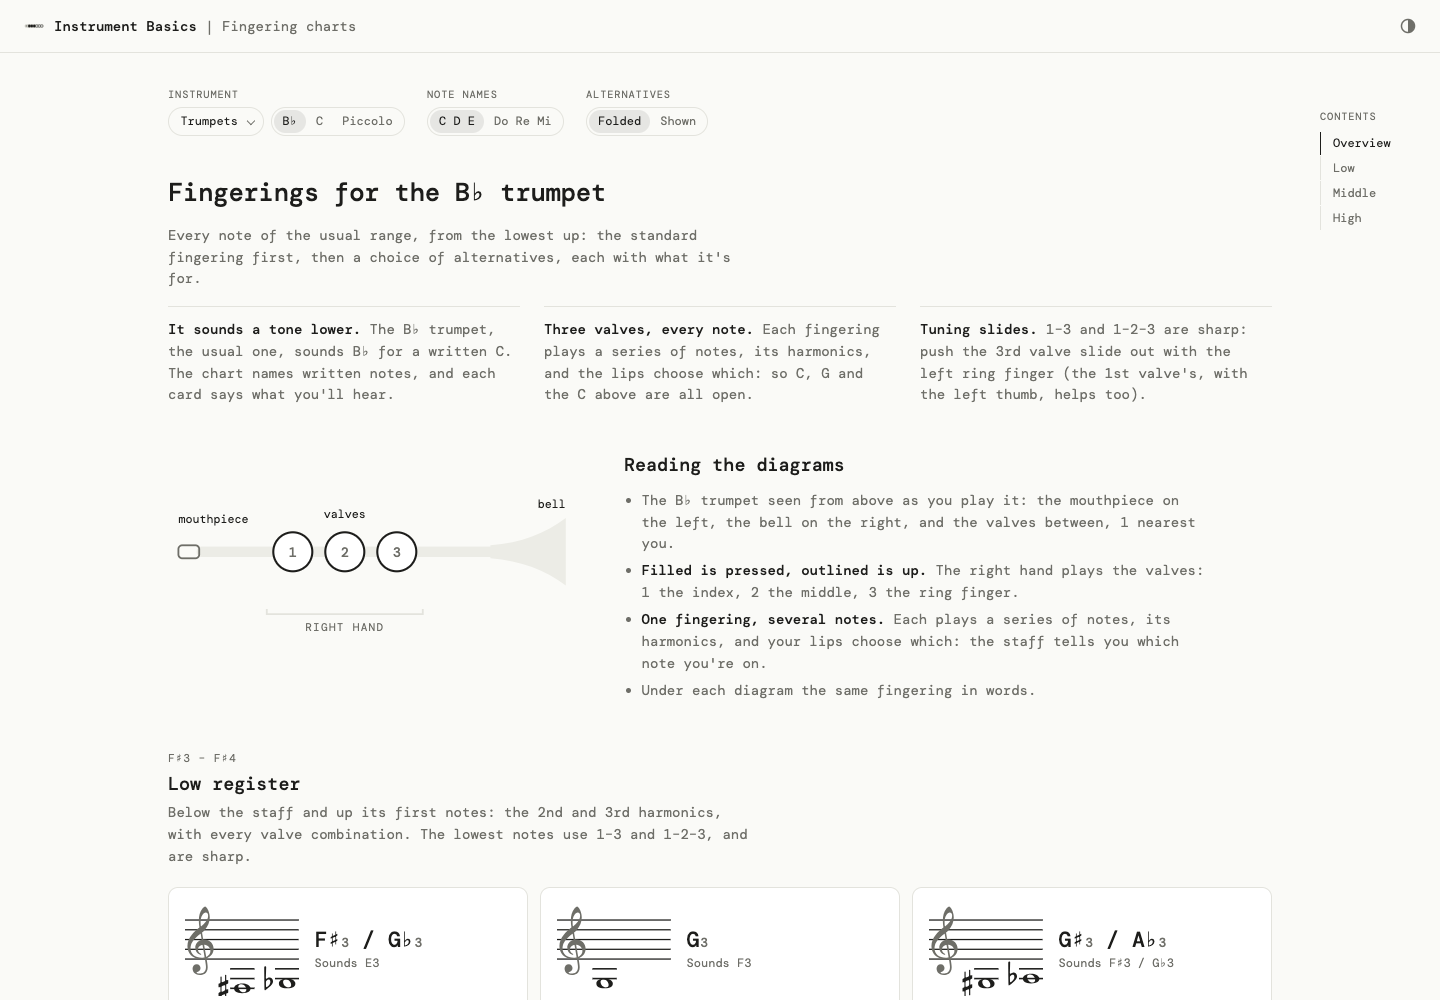 Instrument Basics | Fingering charts
INSTRUMENT
NOTE NAMES
ALTERNATIVES
Trumpets
B♭ C Piccolo
C D E Do Re Mi
Folded Shown
CONTENTS
Overview
Low
Middle
High
Fingerings for the B♭ trumpet
Every note of the usual range, from the lowest up: the standard
fingering first, then a choice of alternatives, each with what it's
for.
It sounds a tone lower. The B♭ trumpet,
the usual one, sounds B♭ for a written C.
The chart names written notes, and each
card says what you'll hear.
Three valves, every note. Each fingering
plays a series of notes, its harmonics,
and the lips choose which: so C, G and
the C above are all open.
Tuning slides. 1-3 and 1-2-3 are sharp:
push the 3rd valve slide out with the
left ring finger (the 1st valve's, with
the left thumb, helps too).
mouthpiece
valves
bell
1 2 3
RIGHT HAND
Reading the diagrams
• The B♭ trumpet seen from above as you play it: the mouthpiece on
the left, the bell on the right, and the valves between, 1 nearest
you.
• Filled is pressed, outlined is up. The right hand plays the valves:
1 the index, 2 the middle, 3 the ring finger.
• One fingering, several notes. Each plays a series of notes, its
harmonics, and your lips choose which: the staff tells you which
note you're on.
• Under each diagram the same fingering in words.
F♯3 – F♯4
Low register
Below the staff and up its first notes: the 2nd and 3rd harmonics,
with every valve combination. The lowest notes use 1-3 and 1-2-3, and
are sharp.
F♯3 / G♭3
Sounds E3
G3
Sounds F3
G♯3 / A♭3
Sounds F♯3 / G♭3